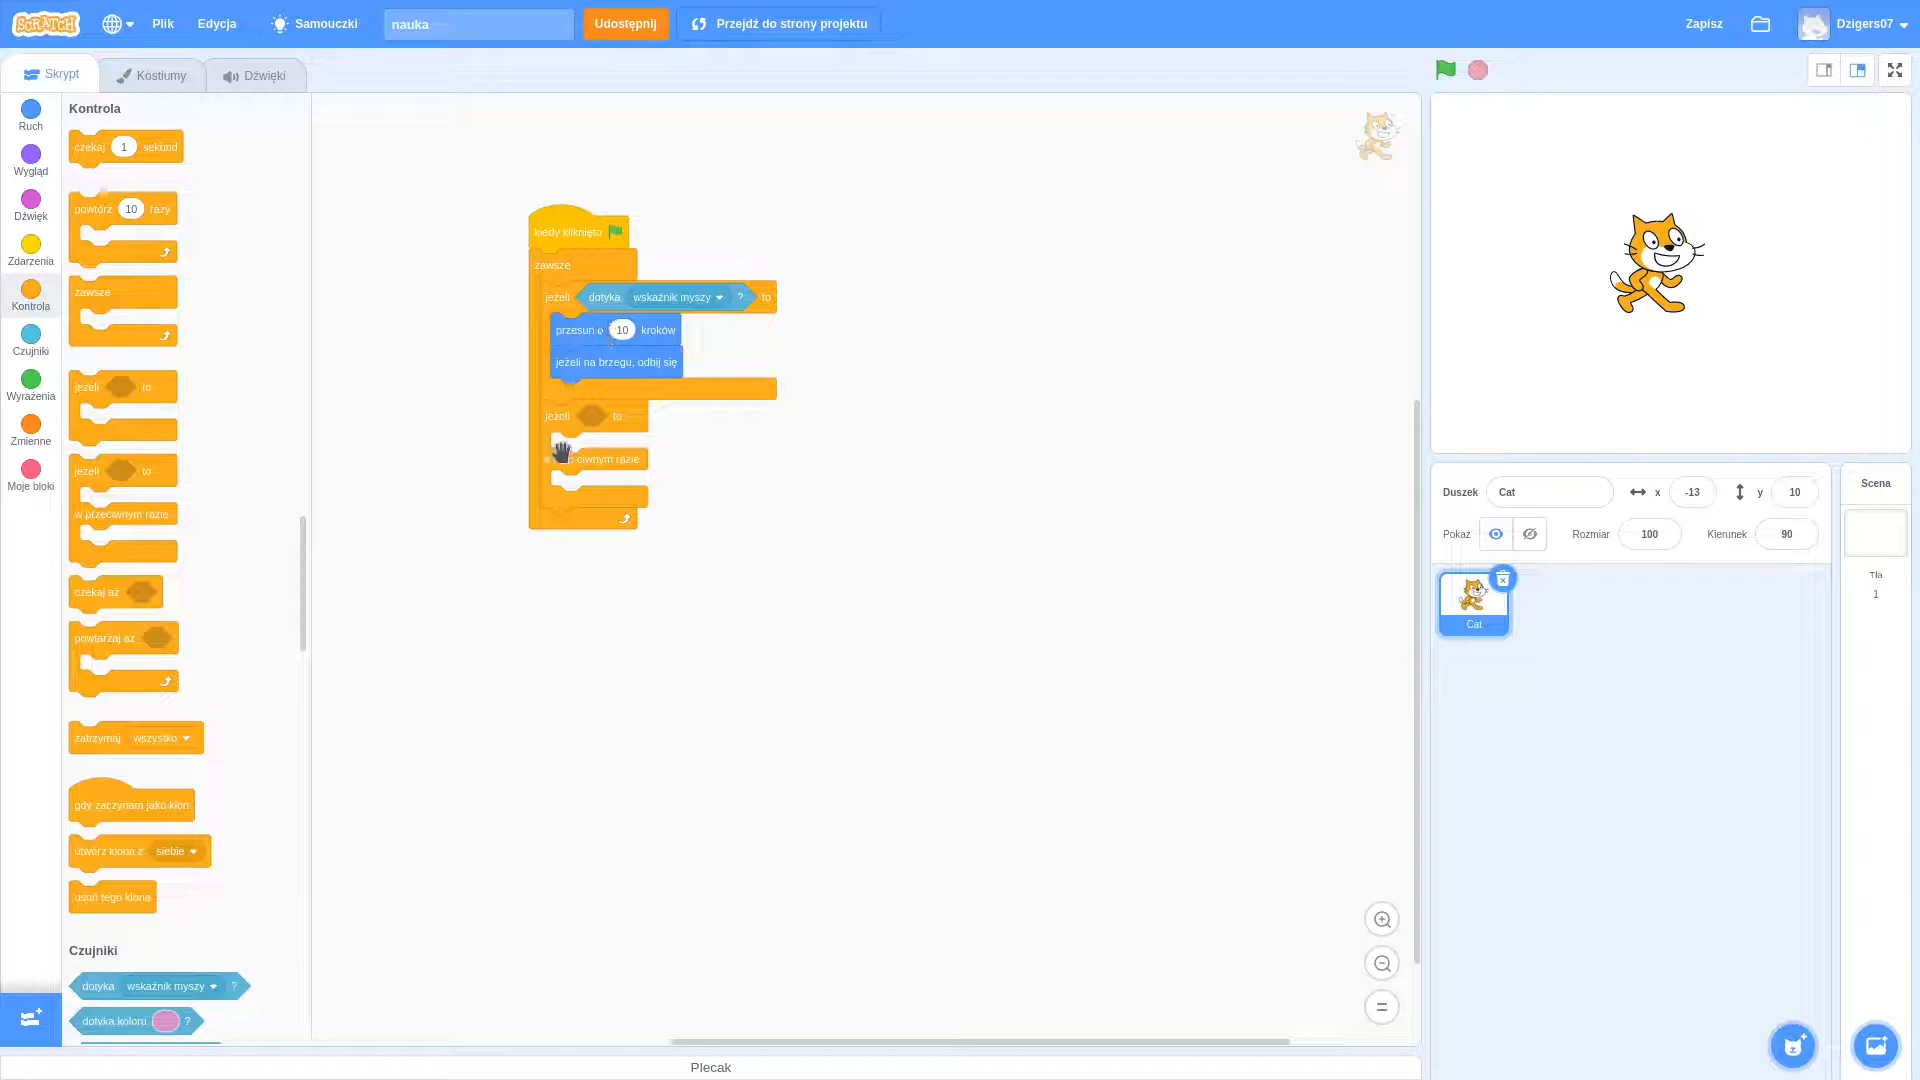 SCRATCH
Plik
Edycja
Samouczki
nauka
Udostępnij
Przejdź do strony projektu
Zapisz
Dzigers07
Skrypt
Kostiumy
Dźwięki
Ruch
Wygląd
Dźwięk
Zdarzenia
Kontrola
Czujniki
Wyrażenia
Zmienne
Moje bloki
Kontrola
czekaj 1 sekund
powtórz 10 razy
zawsze
jeżeli to
jeżeli to
w przeciwnym razie
czekaj aż
powtarzaj aż
zatrzymaj wszystko
gdy zaczynam jako klon
utwórz klona z siebie
usuń tego klona
Czujniki
dotyka wskaźnik myszy ?
dotyka koloru ?
kiedy kliknięto
zawsze
jeżeli dotyka wskaźnik myszy ? to
przesuń o 10 kroków
jeżeli na brzegu, odbij się
jeżeli to
ciwnym razie
Duszek Cat x -13 y 10
Pokaż Rozmiar 100 Kierunek 90
Cat
Scena
Tła
1
Plecak